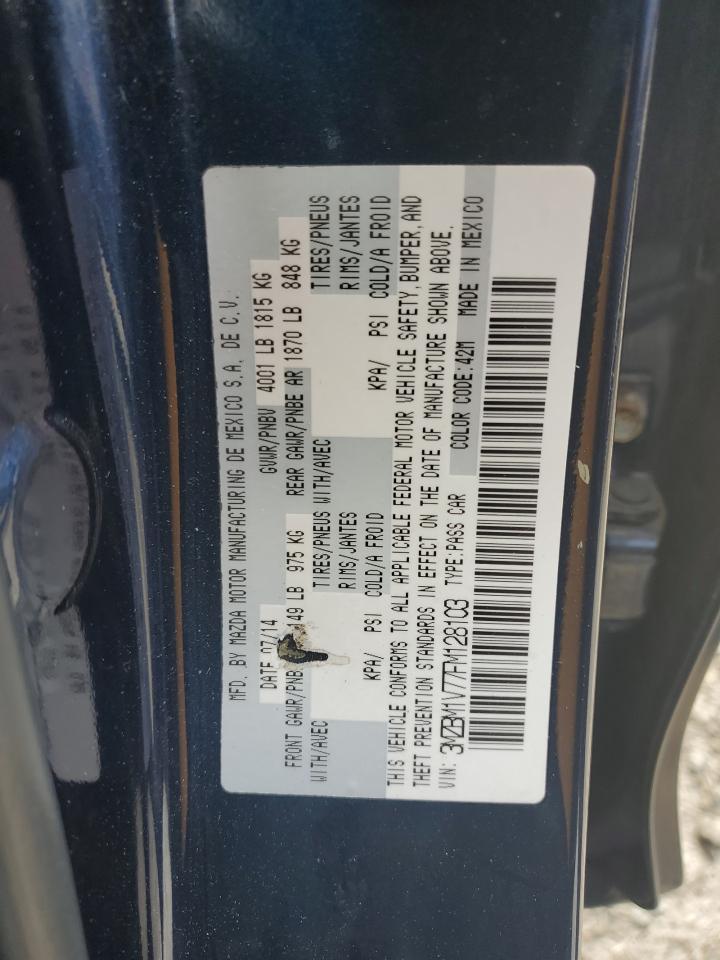 MFD. BY MAZDA MOTOR MANUFACTURING DE MEXICO S.A. DE C.V.
DATE 07/14 GVWR/PNBV 4001 LB 1815 KG
FRONT GAWR/PNB 149 LB 975 KG REAR GAWR/PNBE AR 1870 LB 848 KG
WITH/AVEC TIRES/PNEUS WITH/AVEC TIRES/PNEUS
RIMS/JANTES RIMS/JANTES
KPA/ PSI COLD/A FROID KPA/ PSI COLD/A FROID
THIS VEHICLE CONFORMS TO ALL APPLICABLE FEDERAL MOTOR VEHICLE SAFETY, BUMPER, AND
THEFT PREVENTION STANDARDS IN EFFECT ON THE DATE OF MANUFACTURE SHOWN ABOVE.
VIN: 3MZBM1V77FM128103 TYPE:PASS CAR COLOR CODE:42M MADE IN MEXICO